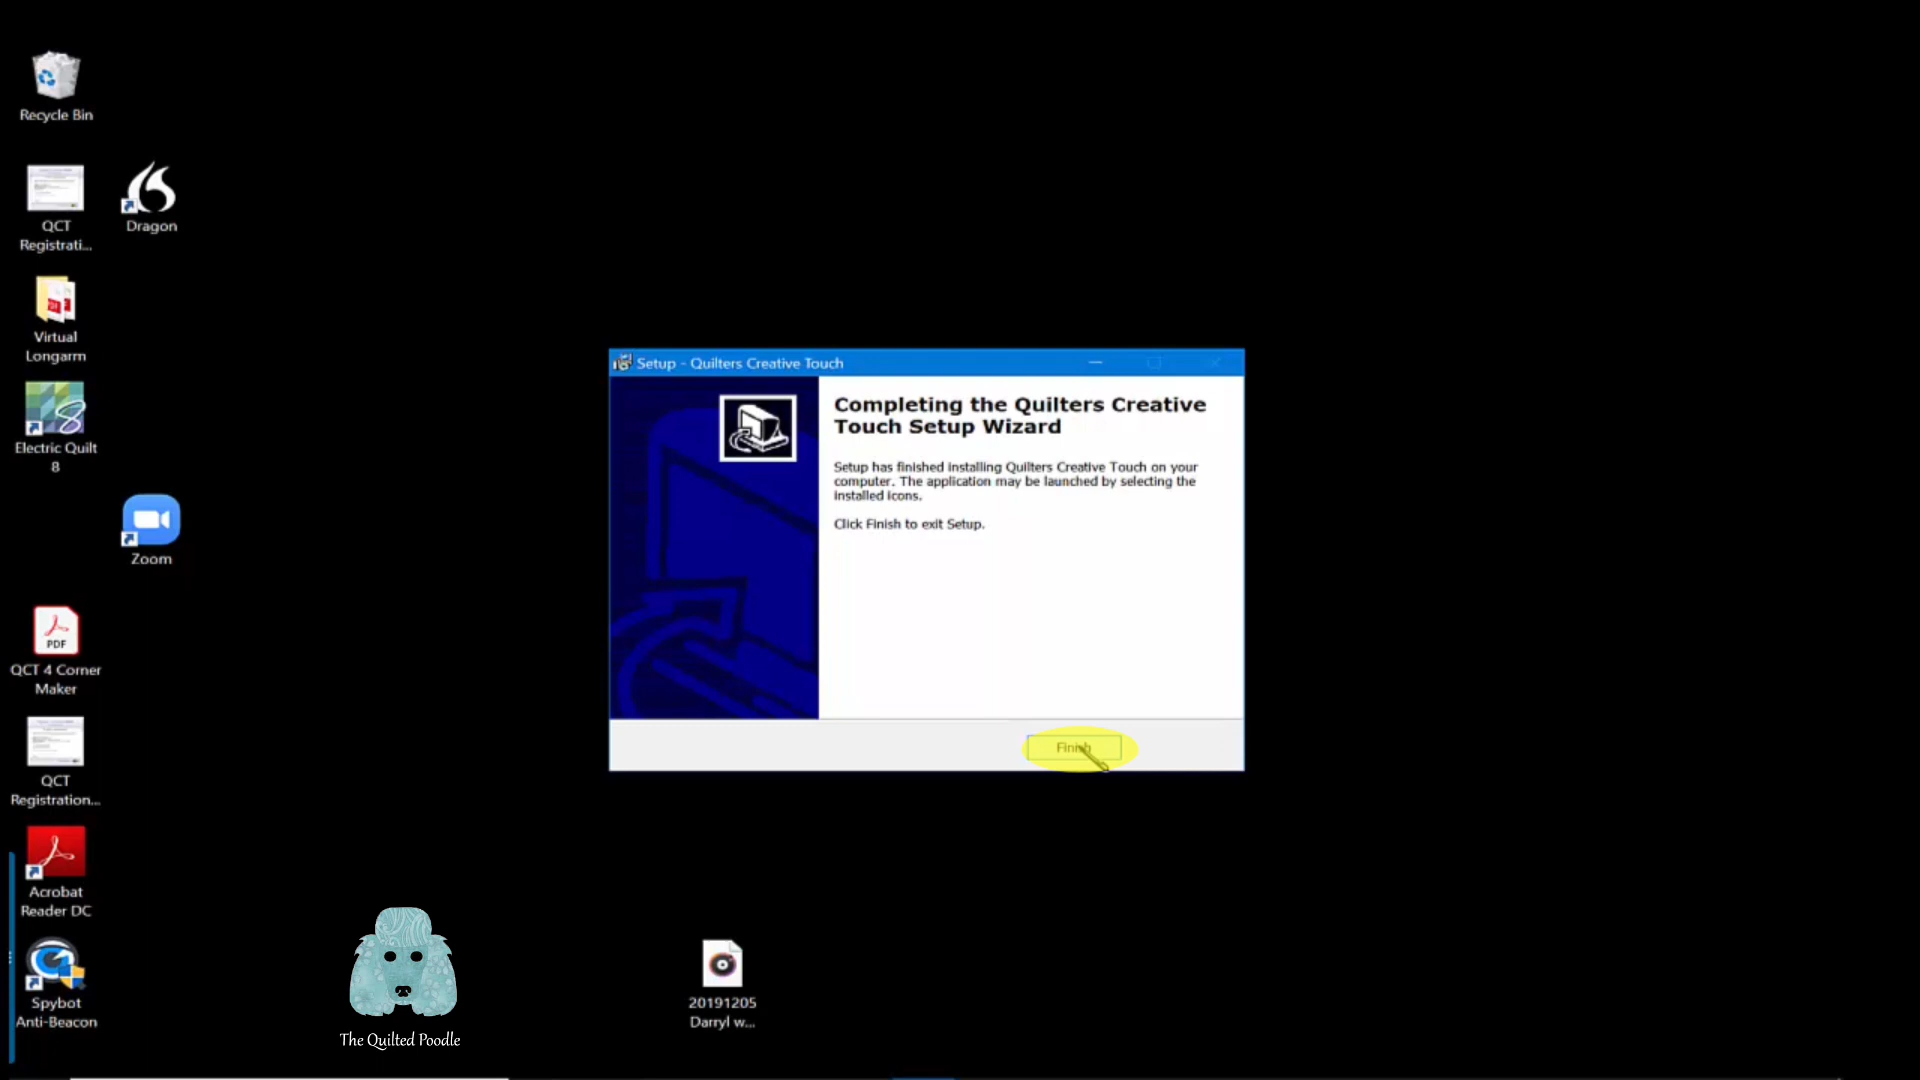 Recycle Bin
QCT
Registrati...
Dragon
Virtual
Longarm
Electric Quilt
8
Zoom
PDF
QCT 4 Corner
Maker
QCT
Registration...
Acrobat
Reader DC
Spybot
Anti-Beacon
Setup - Quilters Creative Touch
Completing the Quilters Creative
Touch Setup Wizard
Setup has finished installing Quilters Creative Touch on your
computer. The application may be launched by selecting the
installed icons.
Click Finish to exit Setup.
Finish
The Quilted Poodle
20191205
Darryl w...